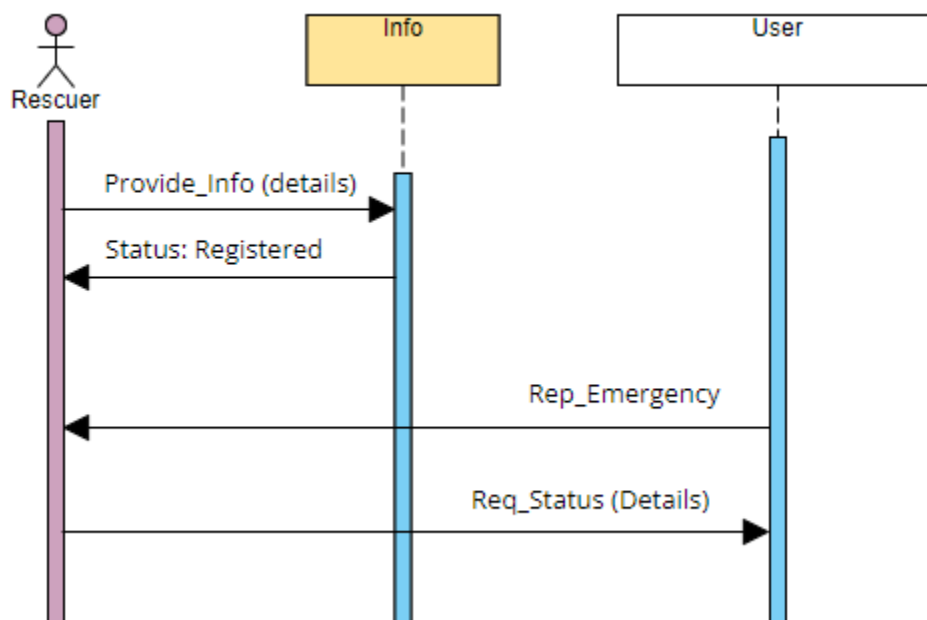 Info
User
Rescuer
Provide_Info (details)
Status: Registered
Rep_Emergency
Req_Status (Details)